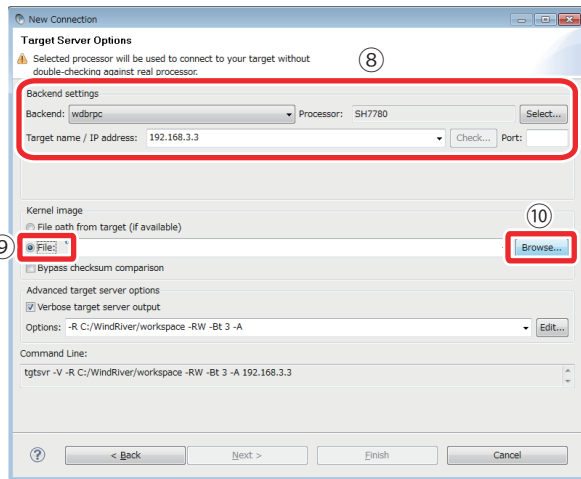 New Connection
Target Server Options
Selected processor will be used to connect to your target without
double-checking against real processor.
⑧
Backend settings
Backend: wdbrpc Processor: SH7780 Select...
Target name / IP address: 192.168.3.3 Check... Port:
Kernel image
⑩
File path from target (if available)
⑨ File: Browse...
Bypass checksum comparison
Advanced target server options
Verbose target server output
Options: -R C:/WindRiver/workspace -RW -Bt 3 -A Edit...
Command Line:
tgtsvr -V -R C:/WindRiver/workspace -RW -Bt 3 -A 192.168.3.3
? < Back Next > Finish Cancel